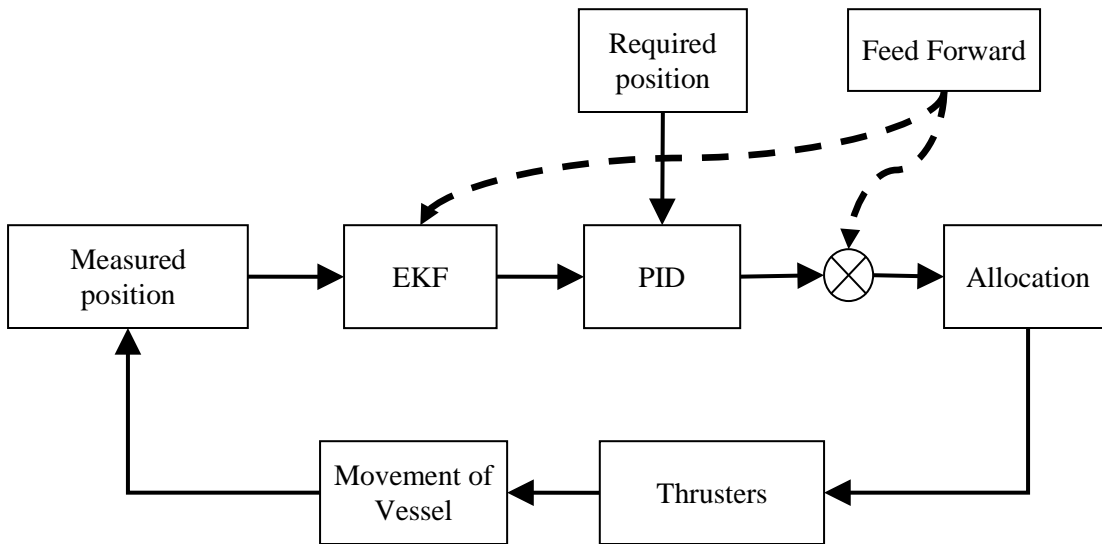 Required
position
Feed Forward
Measured
position
EKF
PID
Allocation
Movement of
Vessel
Thrusters